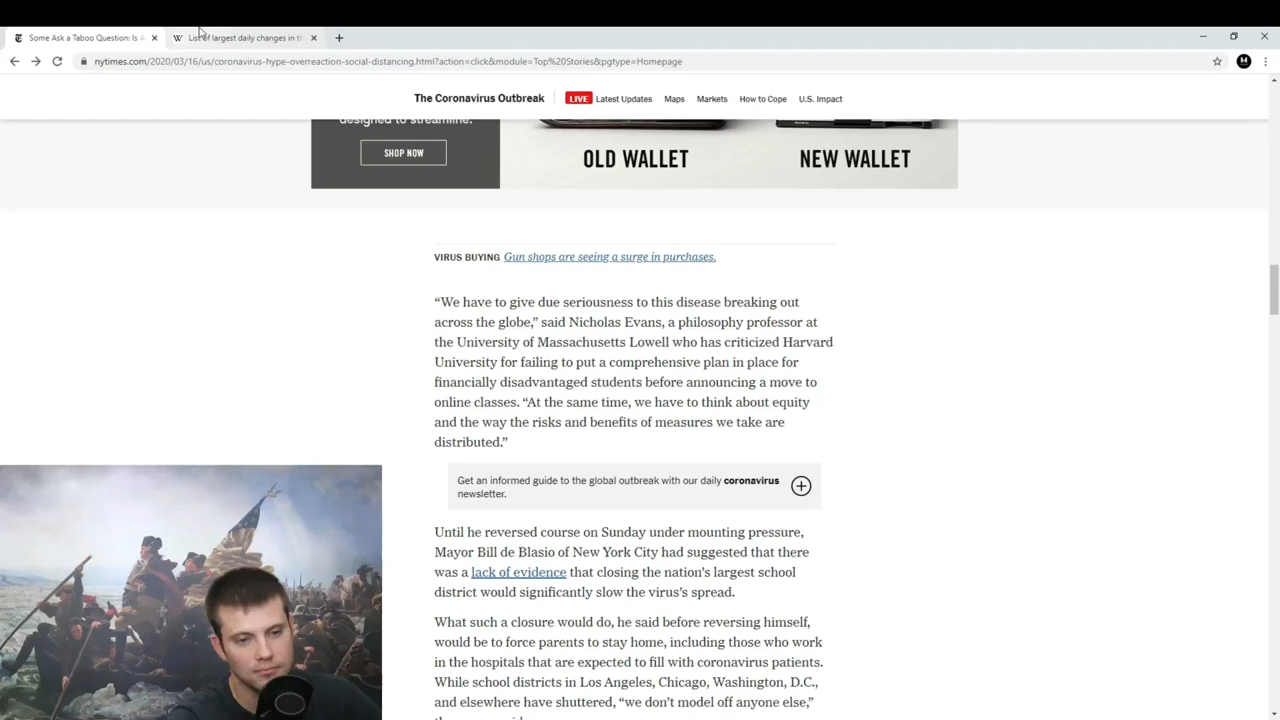 Some Ask a Taboo Question: Is A
List of largest daily changes in th
nytimes.com/2020/03/16/us/coronavirus-hype-overreaction-social-distancing.html?action=click&module=Top%20Stories&pgtype=Homepage
The Coronavirus Outbreak
LIVE Latest Updates Maps Markets How to Cope U.S. Impact
designed to streamline.
SHOP NOW
OLD WALLET
NEW WALLET
VIRUS BUYING Gun shops are seeing a surge in purchases.
“We have to give due seriousness to this disease breaking out
across the globe,” said Nicholas Evans, a philosophy professor at
the University of Massachusetts Lowell who has criticized Harvard
University for failing to put a comprehensive plan in place for
financially disadvantaged students before announcing a move to
online classes. “At the same time, we have to think about equity
and the way the risks and benefits of measures we take are
distributed.”
Get an informed guide to the global outbreak with our daily coronavirus
newsletter.
Until he reversed course on Sunday under mounting pressure,
Mayor Bill de Blasio of New York City had suggested that there
was a lack of evidence that closing the nation’s largest school
district would significantly slow the virus’s spread.
What such a closure would do, he said before reversing himself,
would be to force parents to stay home, including those who work
in the hospitals that are expected to fill with coronavirus patients.
While school districts in Los Angeles, Chicago, Washington, D.C.,
and elsewhere have shuttered, “we don’t model off anyone else,”